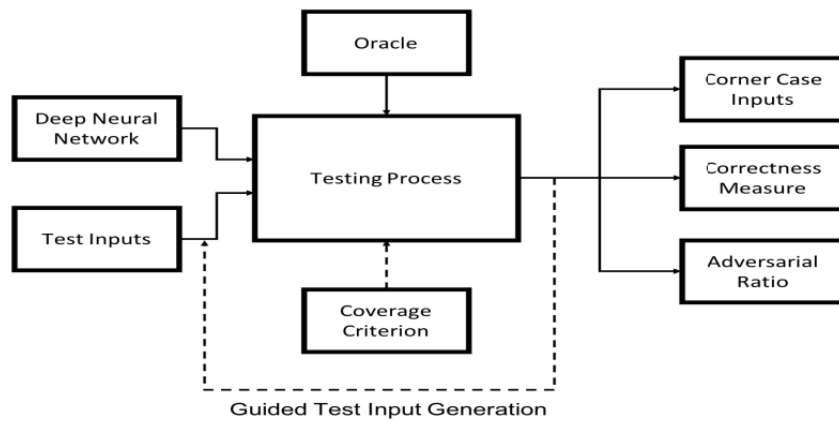 Oracle
Deep Neural
Network
Test Inputs
Testing Process
Coverage
Criterion
Corner Case
Inputs
Correctness
Measure
Adversarial
Ratio
Guided Test Input Generation